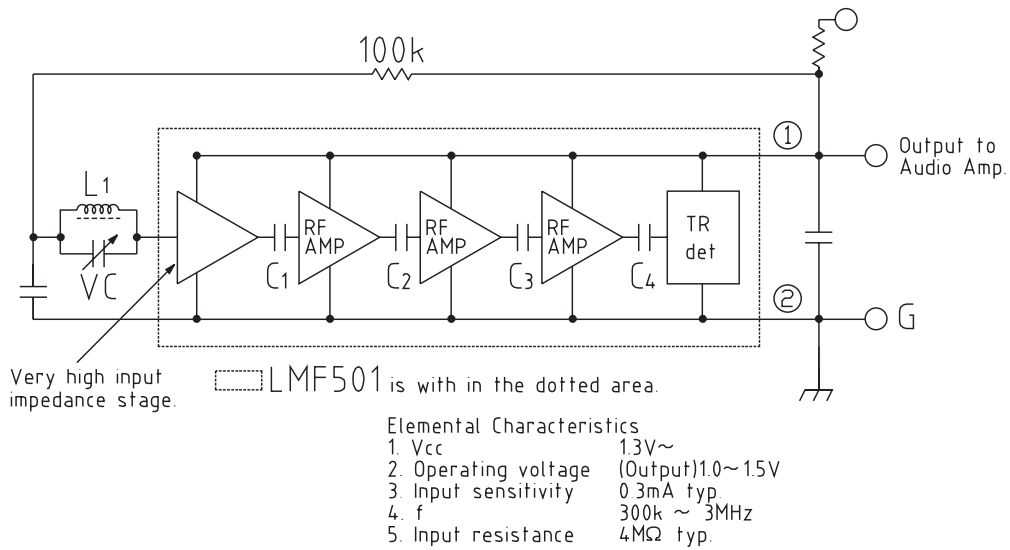 100k
① Output to
Audio Amp.
L1
RF
AMP
RF
AMP
RF
AMP
TR
det
VC
C1
C2
C3
C4
② G
Very high input
impedance stage.
LMF501 is with in the dotted area.
Elemental Characteristics
1. Vcc 1.3V~
2. Operating voltage (Output)1.0~1.5V
3. Input sensitivity 0.3mA typ.
4. f 300k ~ 3MHz
5. Input resistance 4MΩ typ.